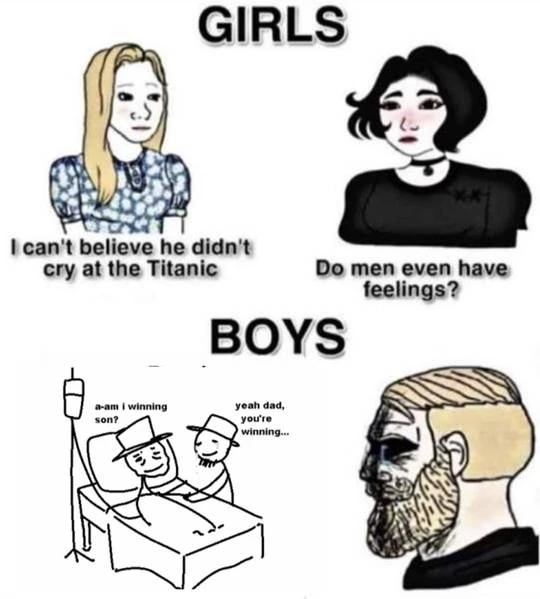 GIRLS
I can't believe he didn't
cry at the Titanic
Do men even have
feelings?
BOYS
a-am i winning
son?
yeah dad,
you're
winning...